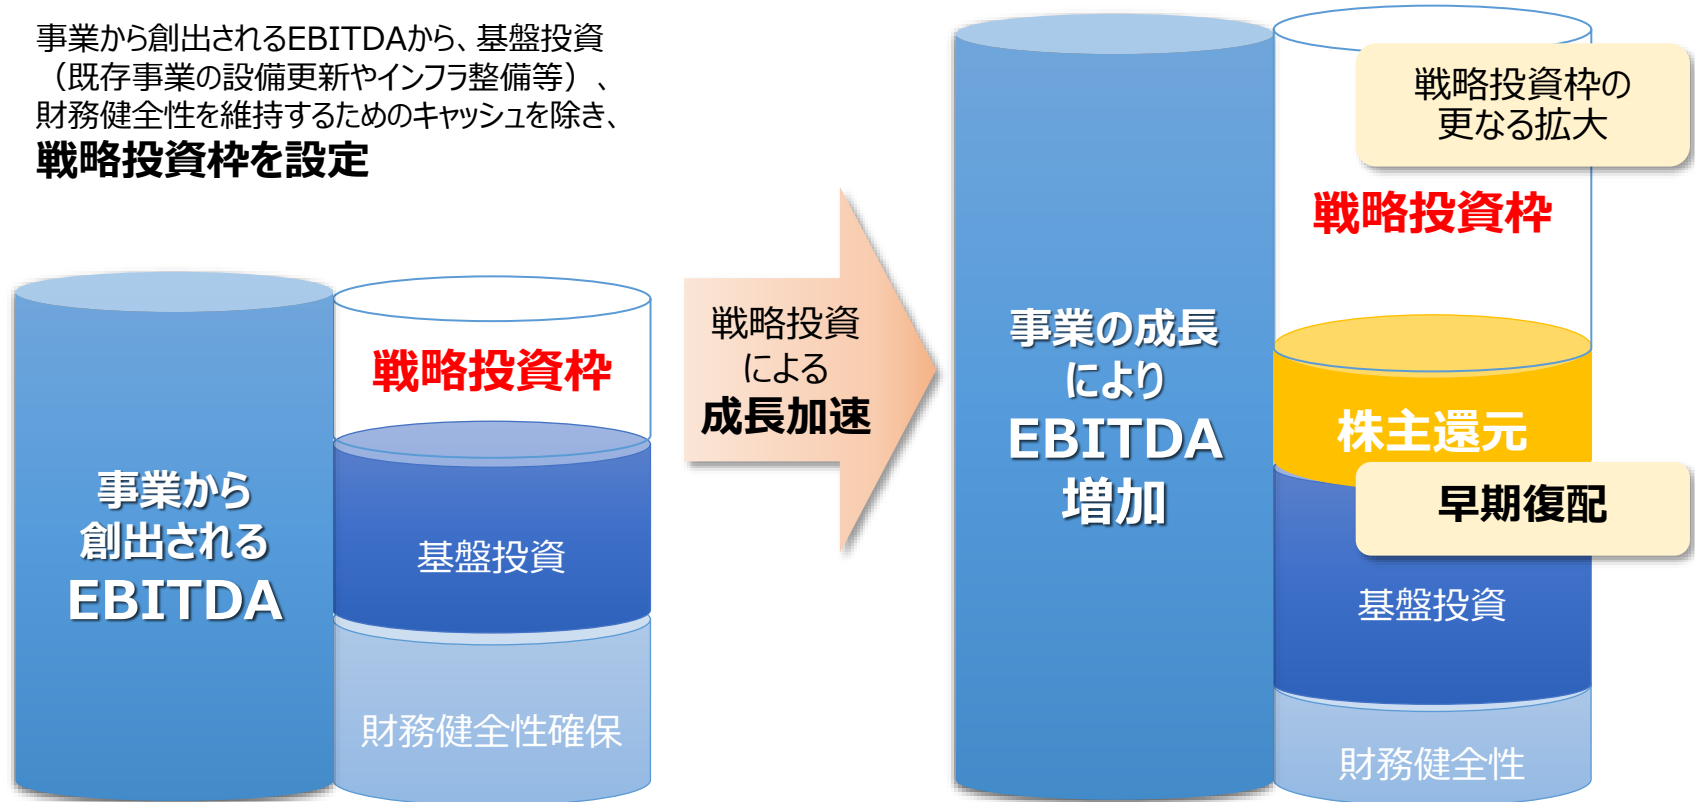 事業から創出されるEBITDAから、基盤投資
（既存事業の設備更新やインフラ整備等）、
財務健全性を維持するためのキャッシュを除き、
戦略投資枠を設定
事業から
創出される
EBITDA
戦略投資枠
基盤投資
財務健全性確保
戦略投資
による
成長加速
事業の成長
により
EBITDA
増加
戦略投資枠の
更なる拡大
戦略投資枠
株主還元
早期復配
基盤投資
財務健全性